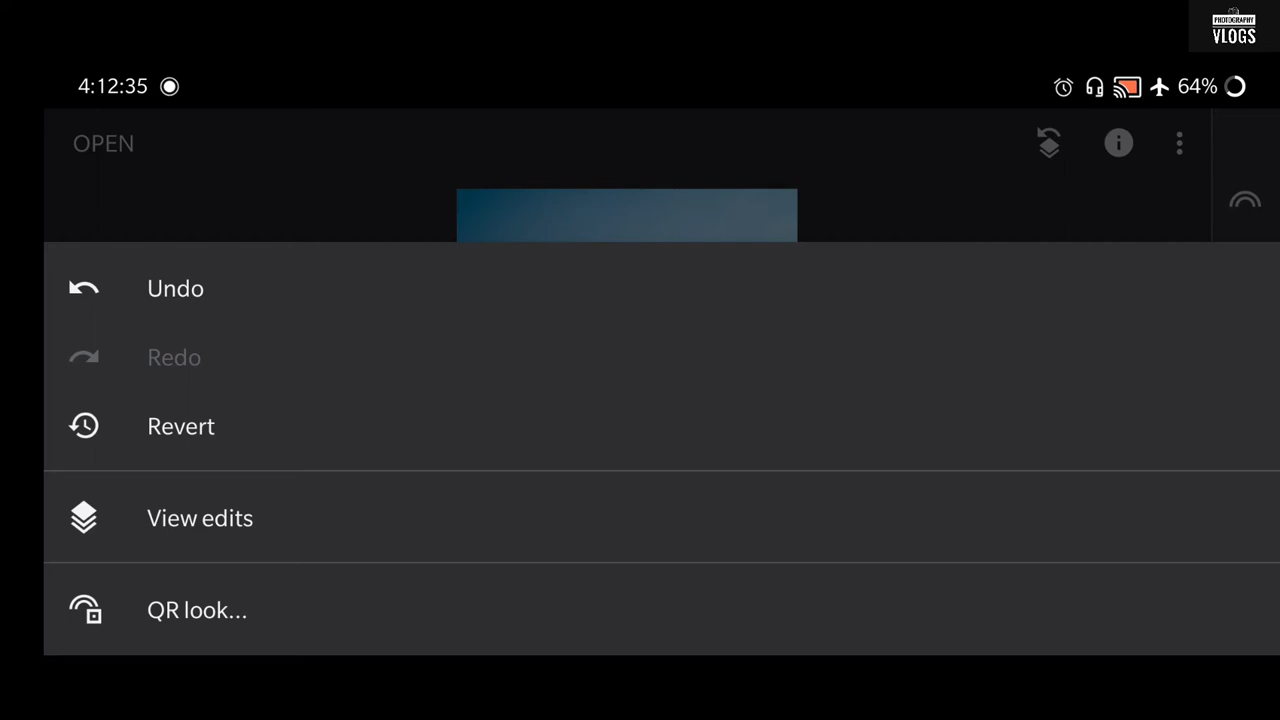 PHOTOGRAPHY
VLOGS
4:12:35
64%
OPEN
Undo
Redo
Revert
View edits
QR look...